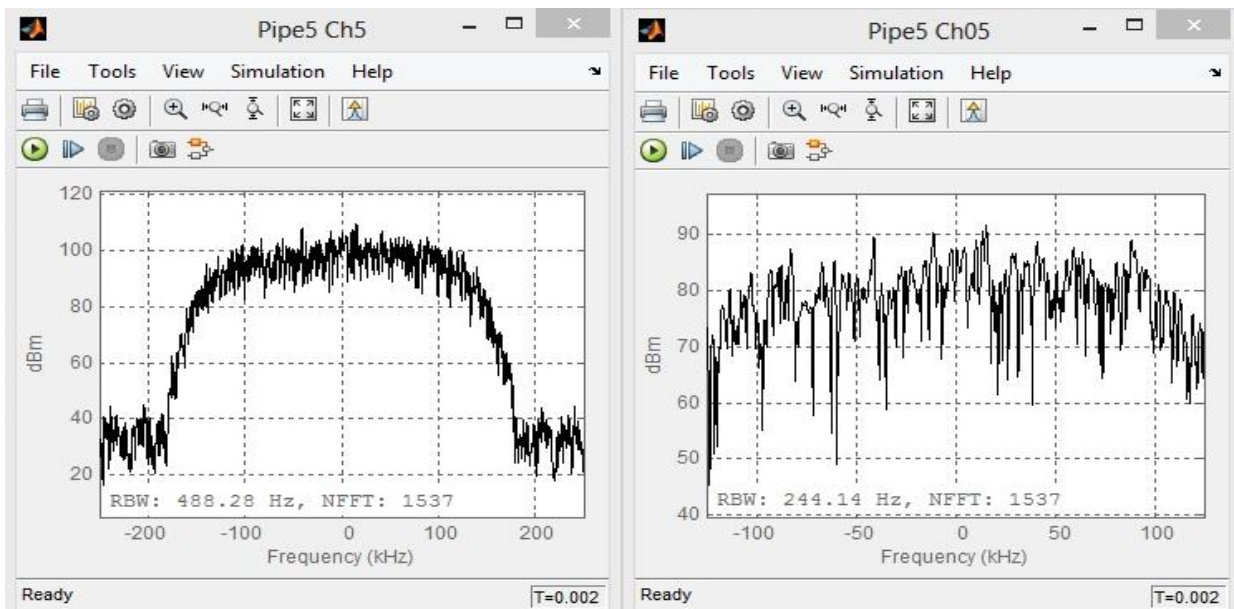 Pipe5 Ch5
File Tools View Simulation Help
120
100
80
60
40
20
dBm
RBW: 488.28 Hz, NFFT: 1537
-200 -100 0 100 200
Frequency (kHz)
Ready T=0.002
Pipe5 Ch05
File Tools View Simulation Help
90
80
70
60
50
40
dBm
RBW: 244.14 Hz, NFFT: 1537
-100 -50 0 50 100
Frequency (kHz)
Ready T=0.002